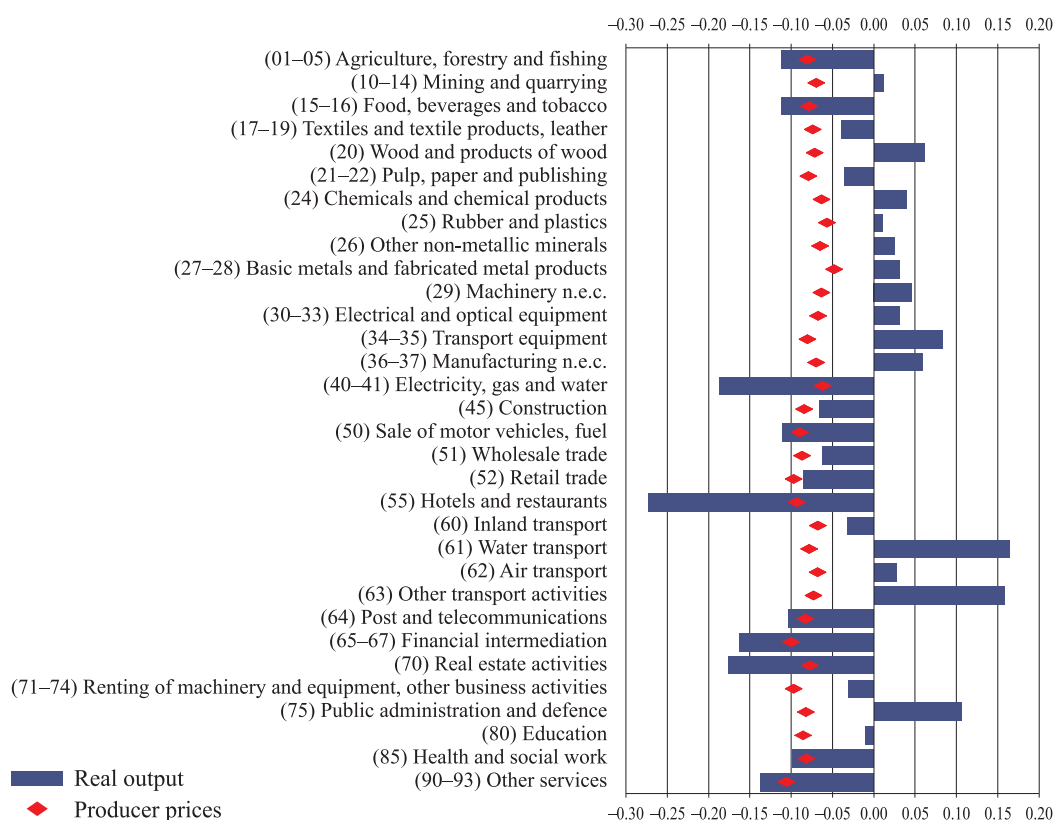 −0.30 −0.25 −0.20 −0.15 −0.10 −0.05 0.00 0.05 0.10 0.15 0.20
(01–05) Agriculture, forestry and fishing
(10–14) Mining and quarrying
(15–16) Food, beverages and tobacco
(17–19) Textiles and textile products, leather
(20) Wood and products of wood
(21–22) Pulp, paper and publishing
(24) Chemicals and chemical products
(25) Rubber and plastics
(26) Other non-metallic minerals
(27–28) Basic metals and fabricated metal products
(29) Machinery n.e.c.
(30–33) Electrical and optical equipment
(34–35) Transport equipment
(36–37) Manufacturing n.e.c.
(40–41) Electricity, gas and water
(45) Construction
(50) Sale of motor vehicles, fuel
(51) Wholesale trade
(52) Retail trade
(55) Hotels and restaurants
(60) Inland transport
(61) Water transport
(62) Air transport
(63) Other transport activities
(64) Post and telecommunications
(65–67) Financial intermediation
(70) Real estate activities
(71–74) Renting of machinery and equipment, other business activities
(75) Public administration and defence
(80) Education
(85) Health and social work
(90–93) Other services
Real output
Producer prices
−0.30 −0.25 −0.20 −0.15 −0.10 −0.05 0.00 0.05 0.10 0.15 0.20